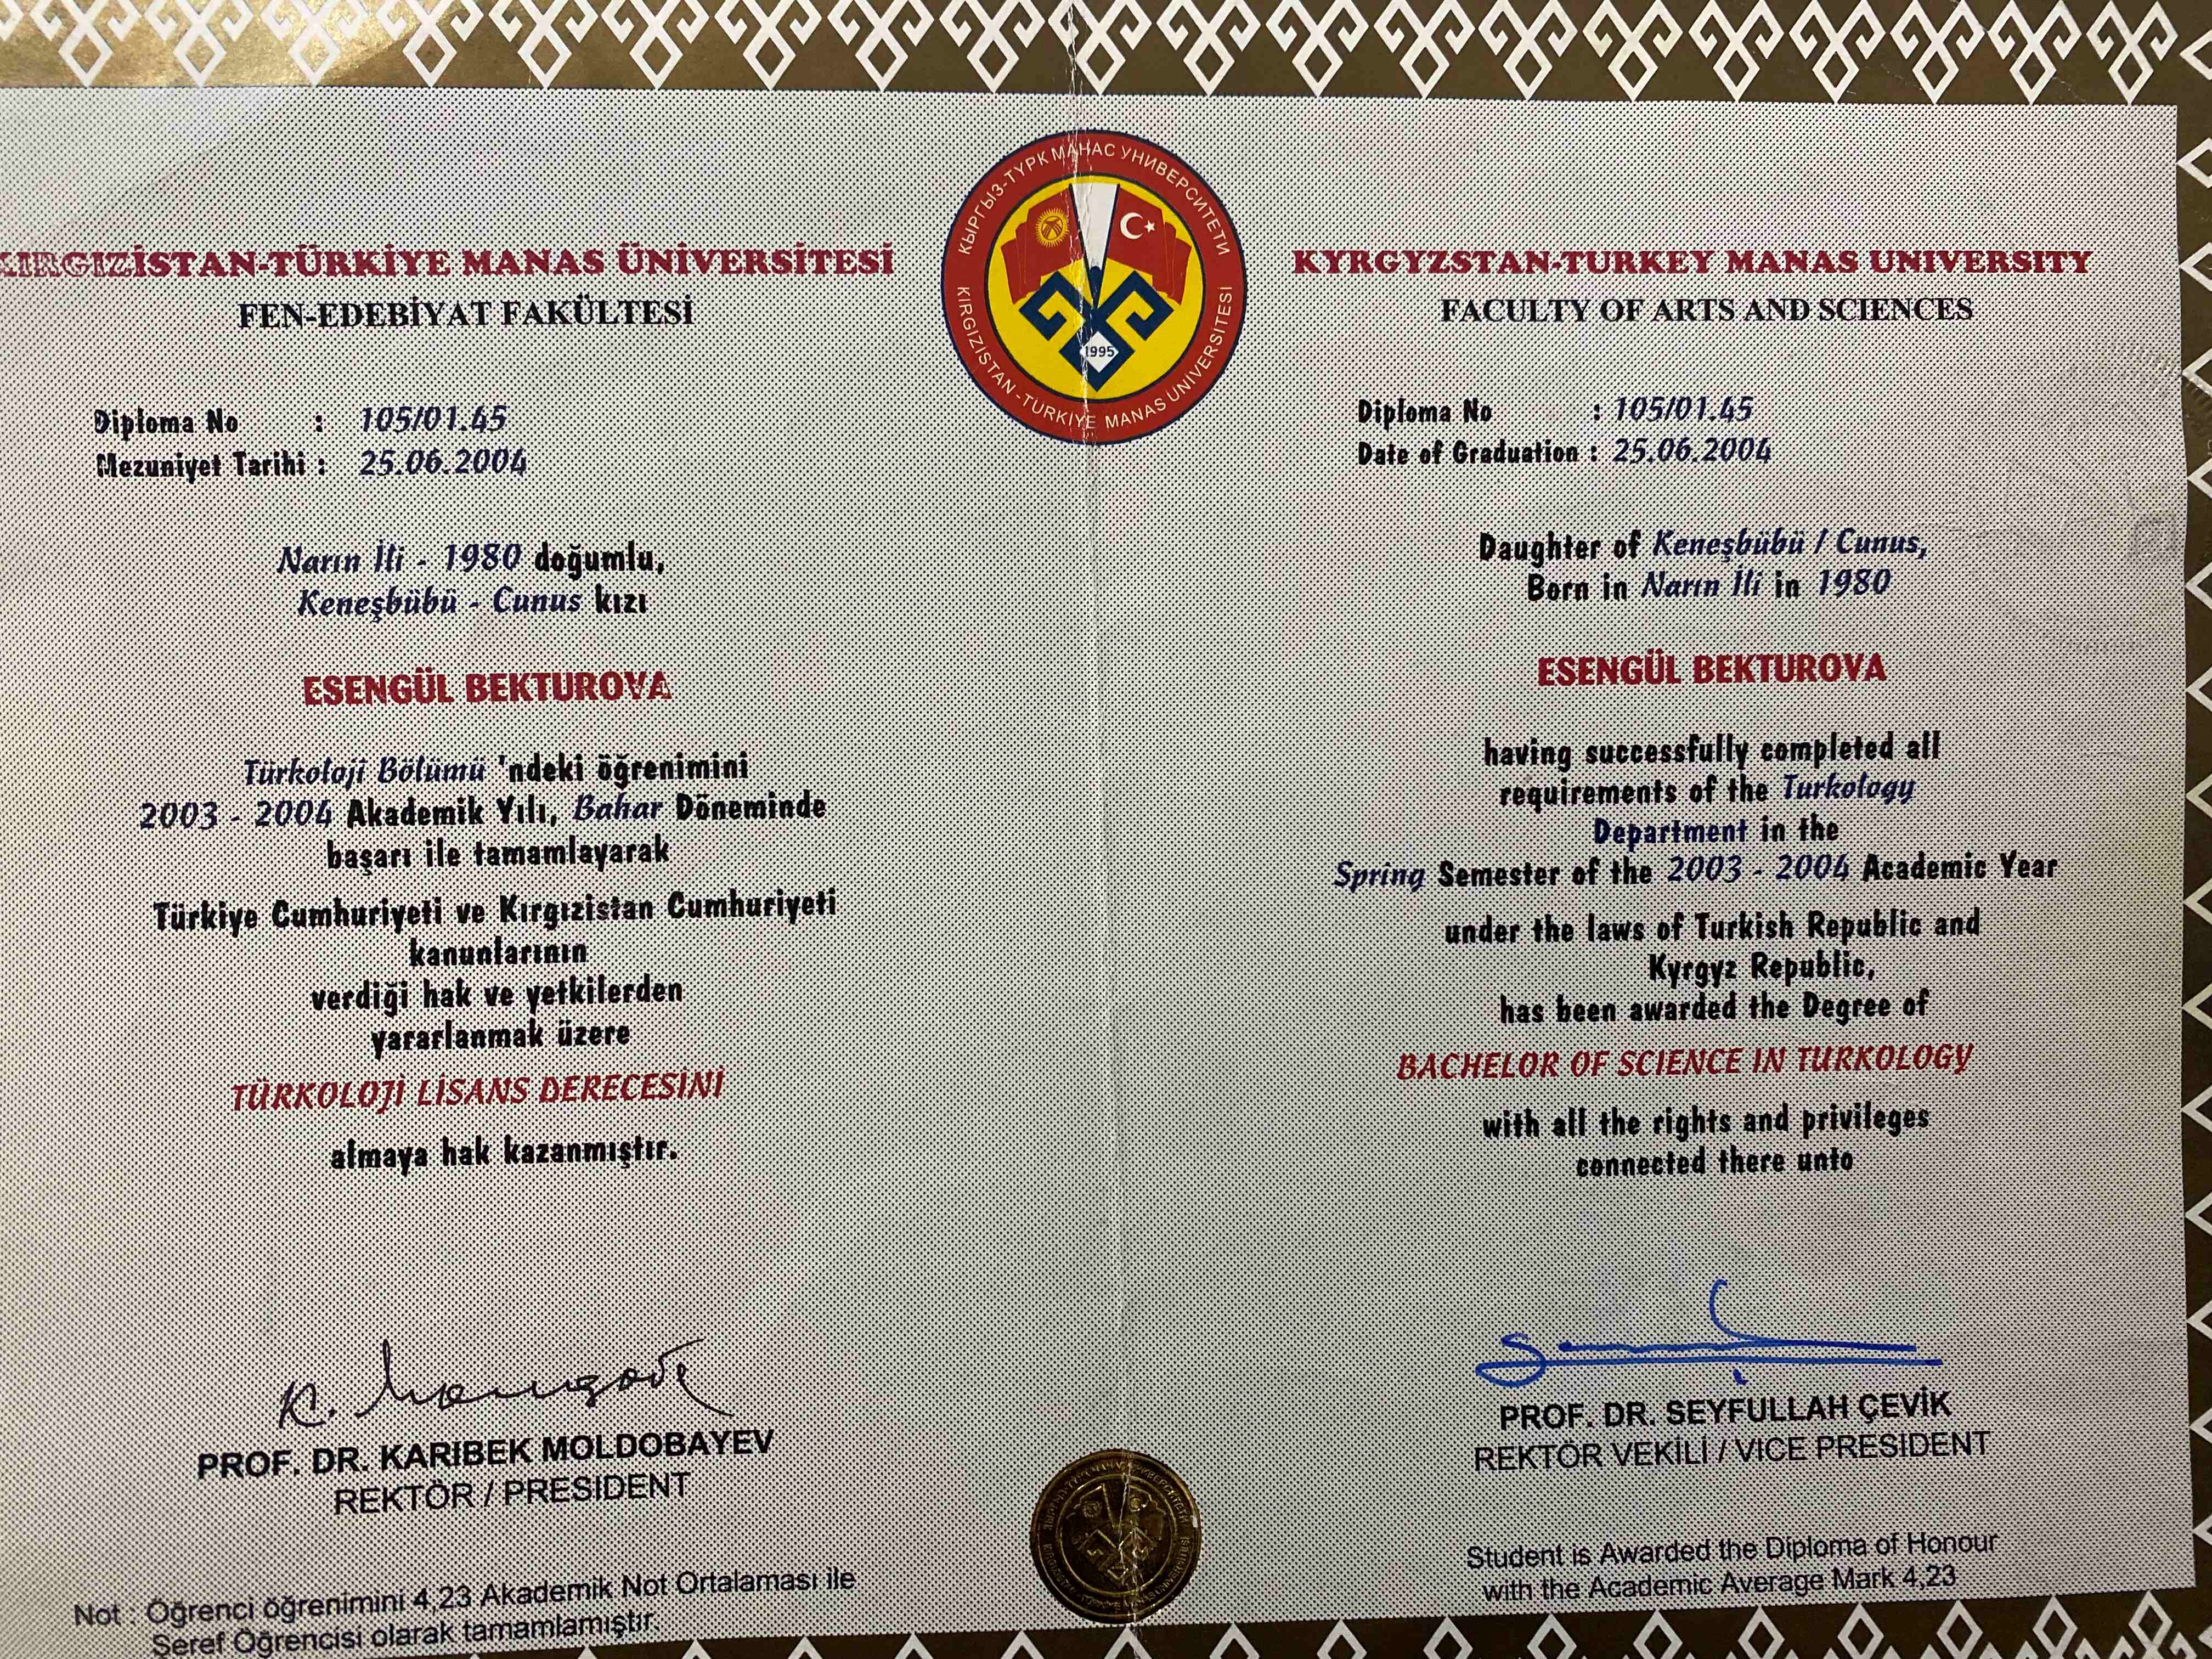 КЫРГЫЗ-ТҮРК МАНАС УНИВЕРСИТЕТИ
KIRGIZİSTAN - TÜRKİYE MANAS ÜNİVERSİTESİ
1995
KIRGIZİSTAN-TÜRKİYE MANAS ÜNİVERSİTESİ
FEN-EDEBİYAT FAKÜLTESİ
Diploma No : 105/01.45
Mezuniyet Tarihi : 25.06.2004
Narın İli - 1980 doğumlu,
Keneşbübü - Cunus kızı
ESENGÜL BEKTUROVA
Türkoloji Bölümü 'ndeki öğrenimini
2003 - 2004 Akademik Yılı, Bahar Döneminde
başarı ile tamamlayarak
Türkiye Cumhuriyeti ve Kırgızistan Cumhuriyeti
kanunlarının
verdiği hak ve yetkilerden
yararlanmak üzere
TÜRKOLOJİ LİSANS DERECESİNİ
almaya hak kazanmıştır.
PROF. DR. KARIBEK MOLDOBAYEV
REKTÖR / PRESIDENT
Not : Öğrenci öğrenimini 4,23 Akademik Not Ortalaması ile
Şeref Öğrencisi olarak tamamlamıştır.
KYRGYZSTAN-TURKEY MANAS UNIVERSITY
FACULTY OF ARTS AND SCIENCES
Diploma No : 105/01.45
Date of Graduation : 25.06.2004
Daughter of Keneşbübü / Cunus,
Born in Narın İli in 1980
ESENGÜL BEKTUROVA
having successfully completed all
requirements of the Turkology
Department in the
Spring Semester of the 2003 - 2004 Academic Year
under the laws of Turkish Republic and
Kyrgyz Republic,
has been awarded the Degree of
BACHELOR OF SCIENCE IN TURKOLOGY
with all the rights and privileges
connected there unto
PROF. DR. SEYFULLAH ÇEVİK
REKTÖR VEKİLİ / VICE PRESIDENT
Student is Awarded the Diploma of Honour
with the Academic Average Mark 4,23